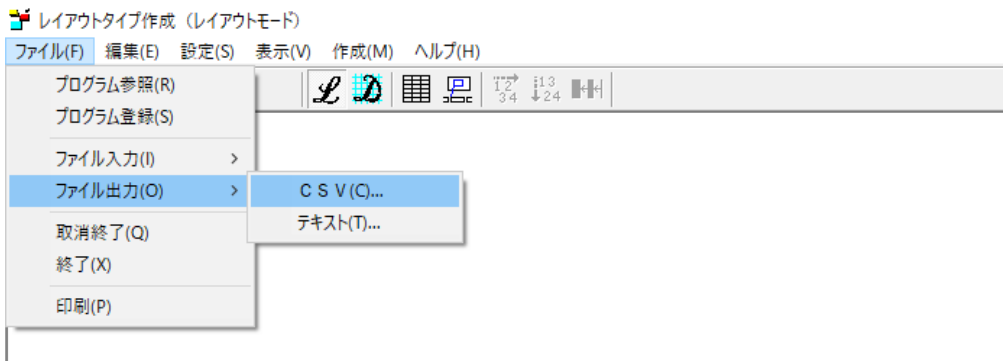 レイアウトタイプ作成（レイアウトモード）
ファイル(F) 編集(E) 設定(S) 表示(V) 作成(M) ヘルプ(H)
プログラム参照(R)
プログラム登録(S)
ファイル入力(I) >
ファイル出力(O) >
ＣＳＶ(C)...
テキスト(T)...
取消終了(Q)
終了(X)
印刷(P)